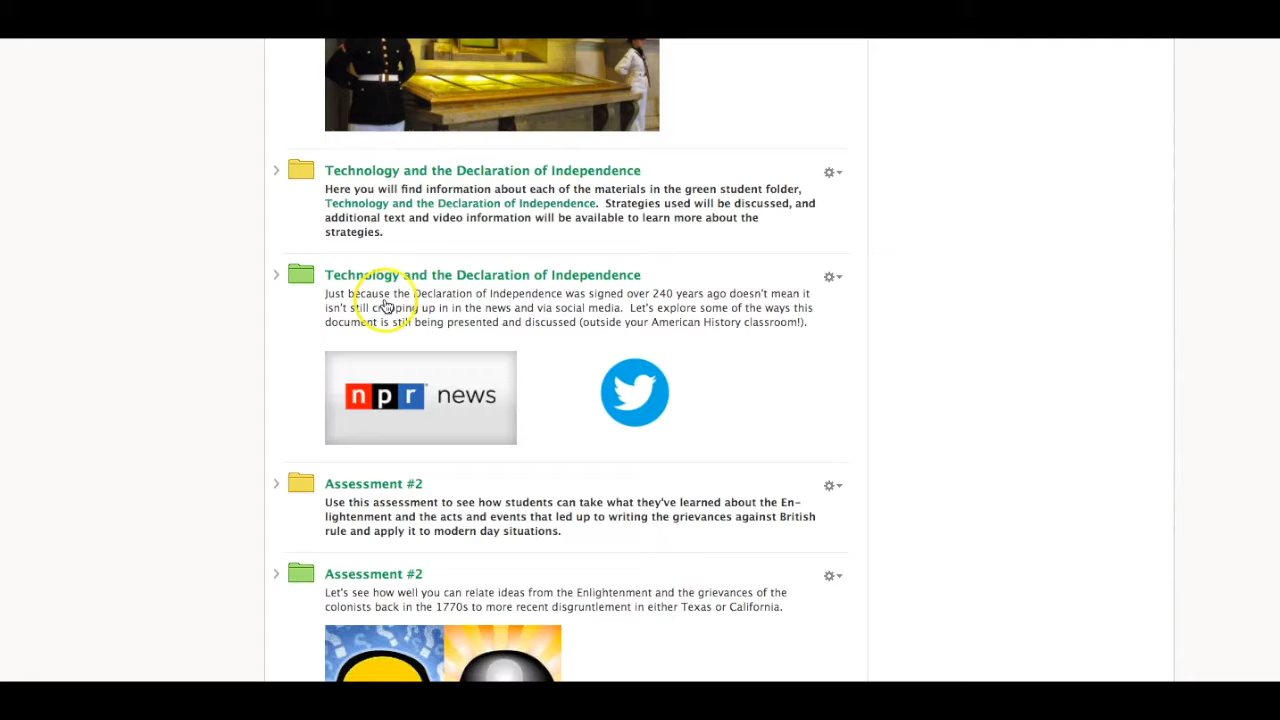 Technology and the Declaration of Independence
Here you will find information about each of the materials in the green student folder,
Technology and the Declaration of Independence. Strategies used will be discussed, and
additional text and video information will be available to learn more about the
strategies.
Technology and the Declaration of Independence
Just because the Declaration of Independence was signed over 240 years ago doesn't mean it
isn't still cropping up in in the news and via social media. Let's explore some of the ways this
document is still being presented and discussed (outside your American History classroom!).
npr news
Assessment #2
Use this assessment to see how students can take what they've learned about the En-
lightenment and the acts and events that led up to writing the grievances against British
rule and apply it to modern day situations.
Assessment #2
Let's see how well you can relate ideas from the Enlightenment and the grievances of the
colonists back in the 1770s to more recent disgruntlement in either Texas or California.